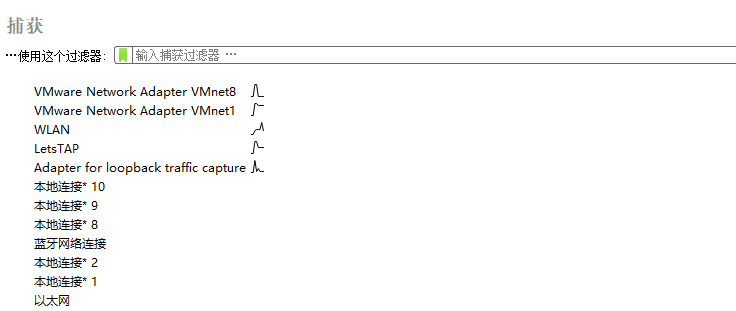 捕获
…使用这个过滤器： 输入捕获过滤器 …
VMware Network Adapter VMnet8
VMware Network Adapter VMnet1
WLAN
LetsTAP
Adapter for loopback traffic capture
本地连接* 10
本地连接* 9
本地连接* 8
蓝牙网络连接
本地连接* 2
本地连接* 1
以太网